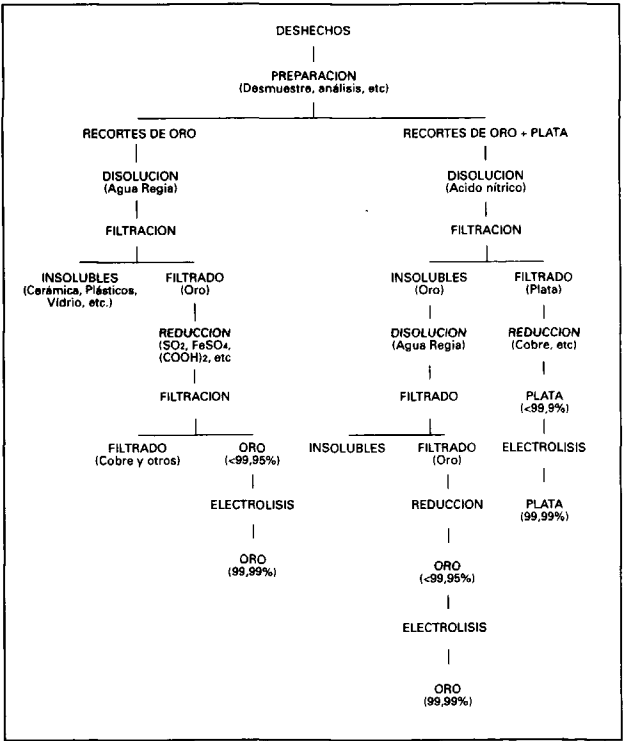 DESHECHOS
PREPARACION
(Desmuestre, análisis, etc)
RECORTES DE ORO
RECORTES DE ORO + PLATA
DISOLUCION
(Agua Regia)
DISOLUCION
(Acido nítrico)
FILTRACION
FILTRACION
INSOLUBLES
(Cerámica, Plásticos,
Vídrio, etc.)
FILTRADO
(Oro)
INSOLUBLES
(Oro)
FILTRADO
(Plata)
REDUCCION
(SO2, FeSO4,
(COOH)2, etc
DISOLUCION
(Agua Regia)
REDUCCION
(Cobre, etc)
FILTRACION
FILTRADO
PLATA
(<99,9%)
FILTRADO
(Cobre y otros)
ORO
(<99,95%)
INSOLUBLES
FILTRADO
(Oro)
ELECTROLISIS
ELECTROLISIS
REDUCCION
PLATA
(99,99%)
ORO
(99,99%)
ORO
(<99,95%)
ELECTROLISIS
ORO
(99,99%)